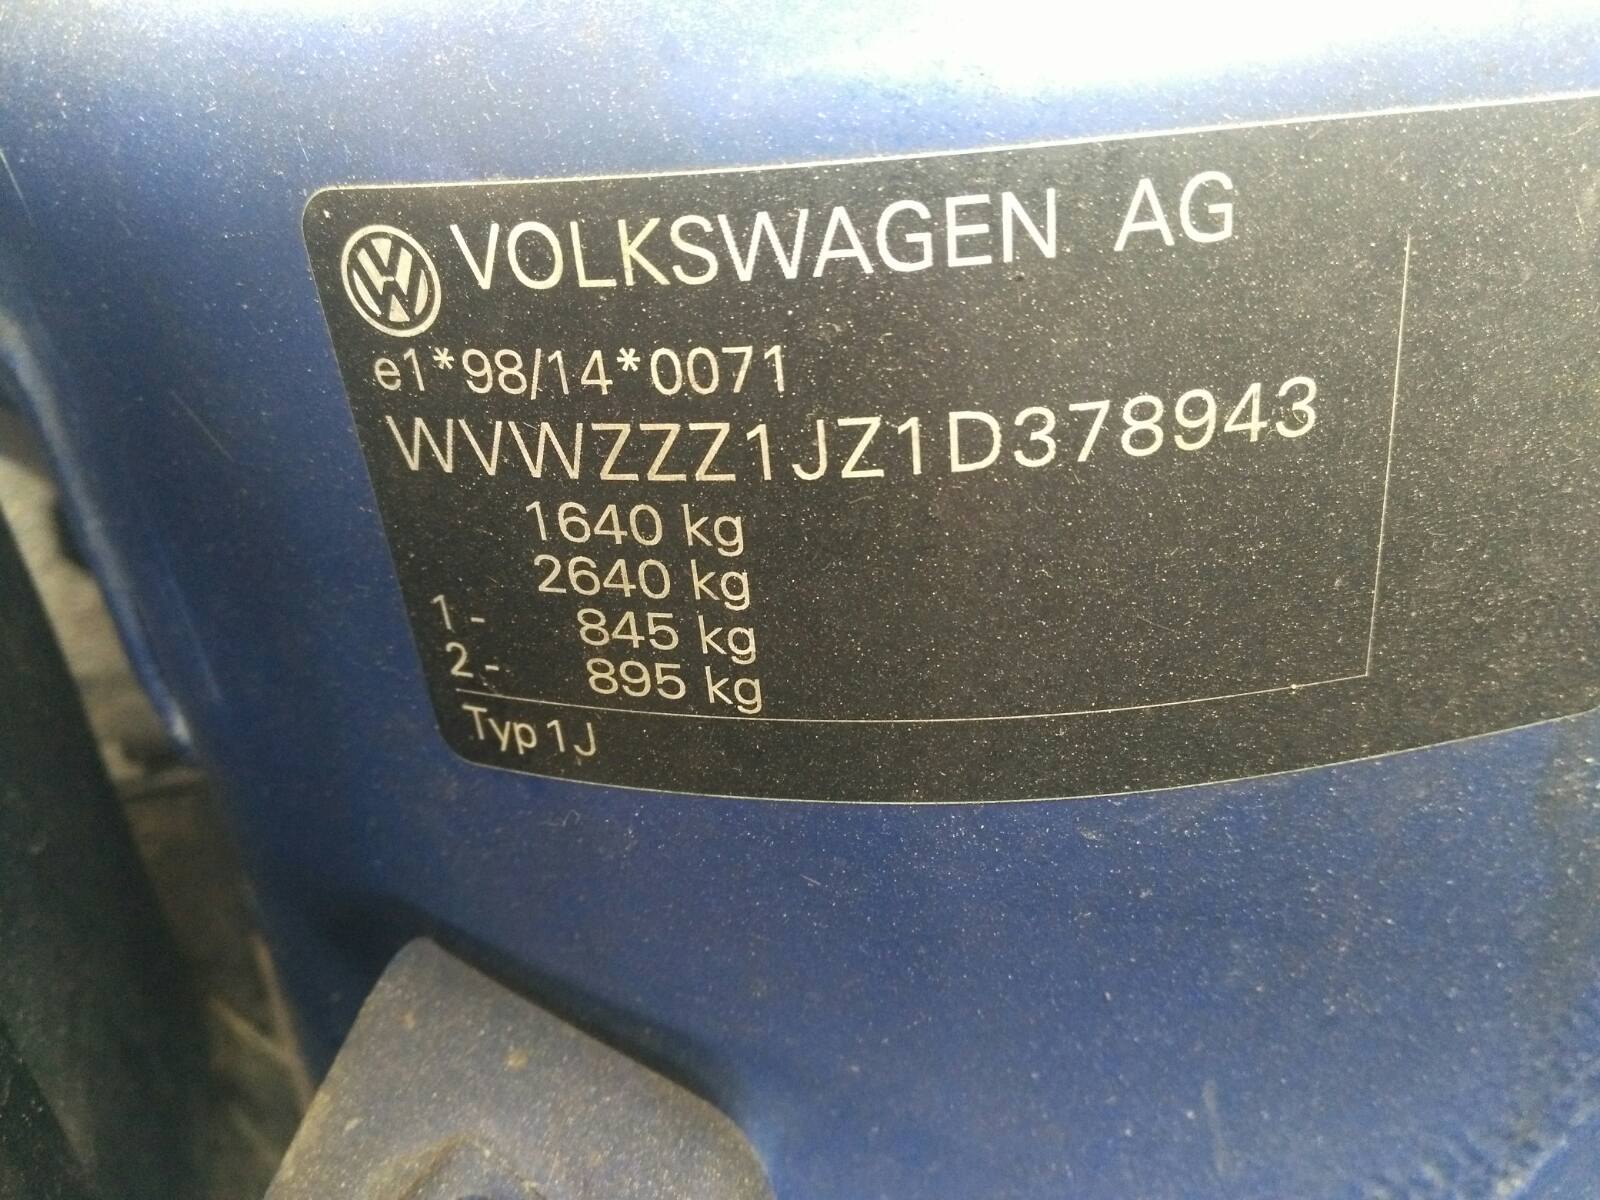 VOLKSWAGEN AG
e1*98/14*0071
WVWZZZ1JZ1D378943
1640 kg
2640 kg
1- 845 kg
2- 895 kg
Typ 1J